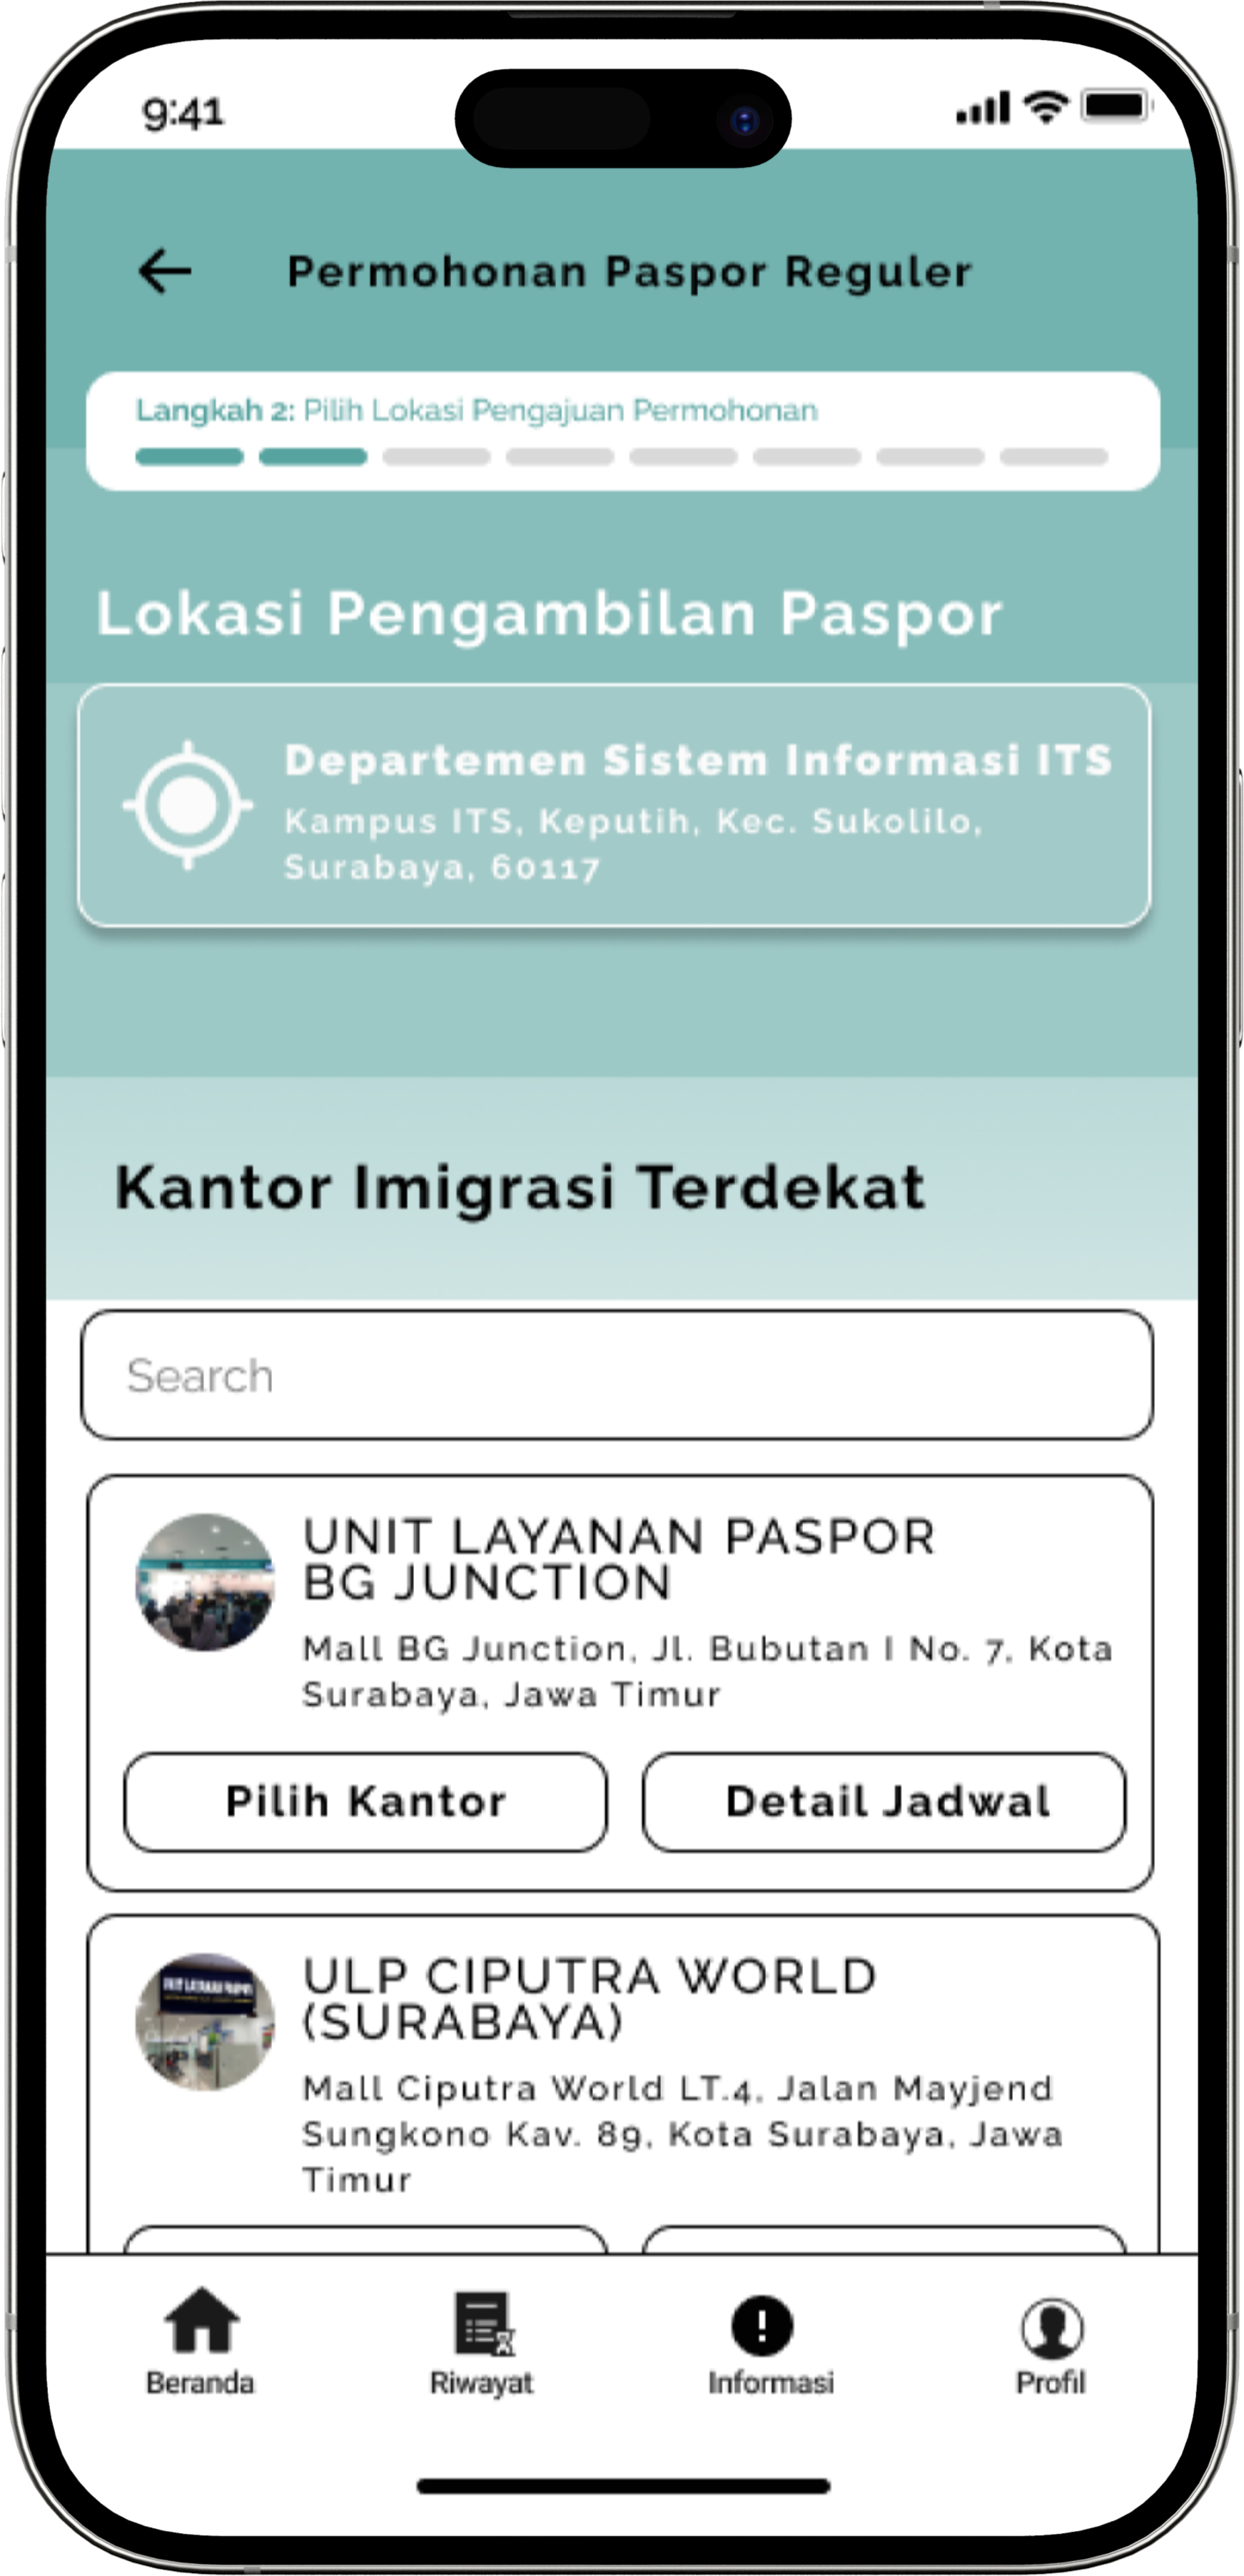 9:41
Permohonan Paspor Reguler
Langkah 2: Pilih Lokasi Pengajuan Permohonan
Lokasi Pengambilan Paspor
Departemen Sistem Informasi ITS
Kampus ITS, Keputih, Kec. Sukolilo,
Surabaya, 60117
Kantor Imigrasi Terdekat
Search
UNIT LAYANAN PASPOR
BG JUNCTION
Mall BG Junction, Jl. Bubutan I No. 7, Kota
Surabaya, Jawa Timur
Pilih Kantor
Detail Jadwal
UNIT LAYANAN PASPOR
ULP CIPUTRA WORLD
(SURABAYA)
Mall Ciputra World LT.4, Jalan Mayjend
Sungkono Kav. 89, Kota Surabaya, Jawa
Timur
Beranda
Riwayat
Informasi
Profil